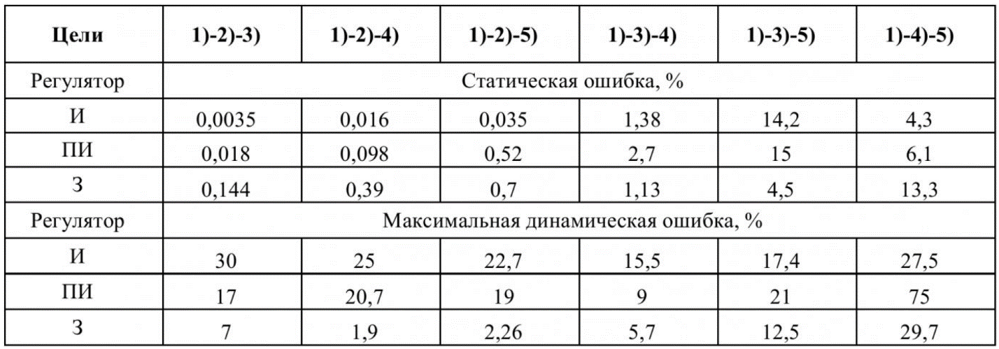 Цели 1)-2)-3) 1)-2)-4) 1)-2)-5) 1)-3)-4) 1)-3)-5) 1)-4)-5)
Регулятор Статическая ошибка, %
И 0,0035 0,016 0,035 1,38 14,2 4,3
ПИ 0,018 0,098 0,52 2,7 15 6,1
З 0,144 0,39 0,7 1,13 4,5 13,3
Регулятор Максимальная динамическая ошибка, %
И 30 25 22,7 15,5 17,4 27,5
ПИ 17 20,7 19 9 21 75
З 7 1,9 2,26 5,7 12,5 29,7